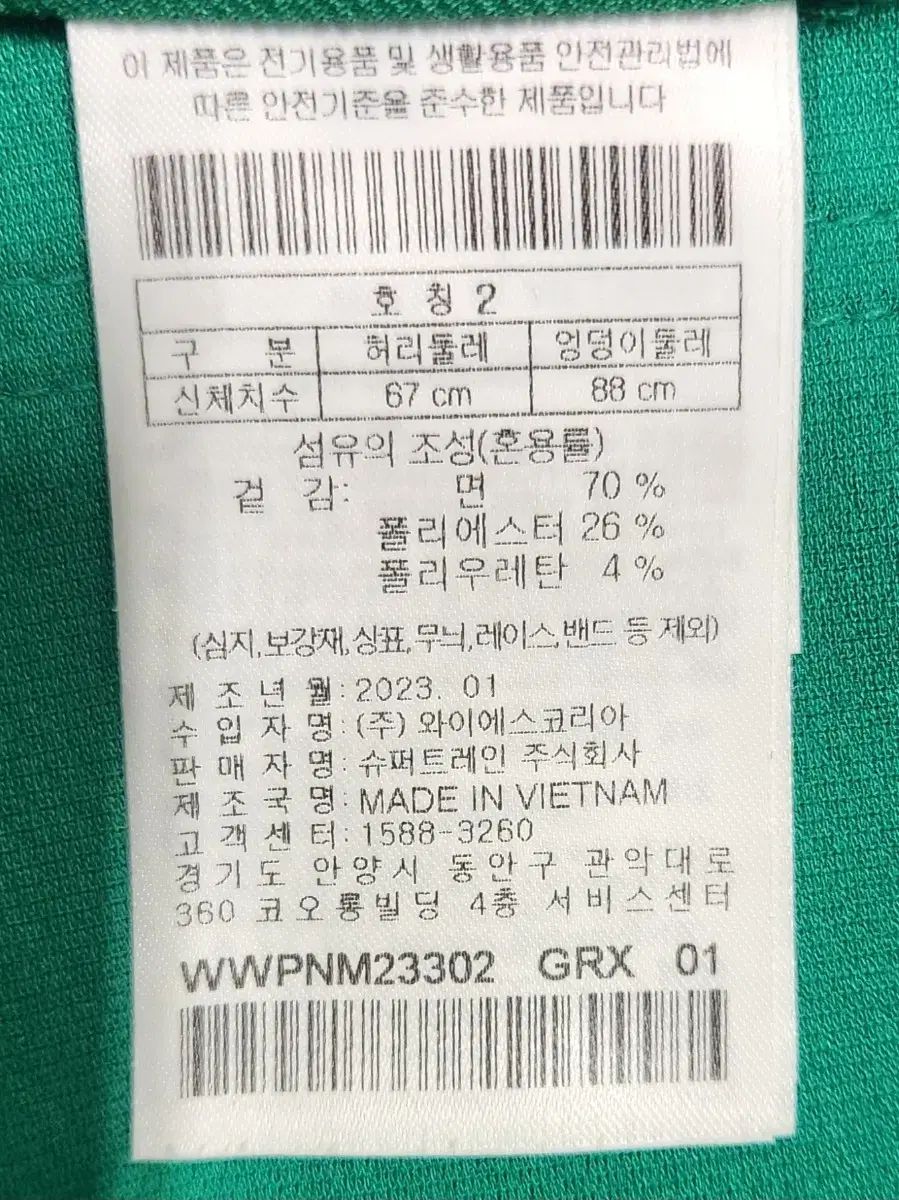 이 제품은 전기용품 및 생활용품 안전관리법에
따른 안전기준을 준수한 제품입니다
호 칭 2
구 분 허리둘레 엉덩이둘레
신체치수 67 cm 88 cm
섬유의 조성(혼용률)
겉 감: 면 70 %
폴리에스터 26 %
폴리우레탄 4 %
(심지,보강재,싱표,무늬,레이스,밴드 등 제외)
제 조 년 월: 2023. 01
수 입 자 명: (주) 와이에스코리아
판 매 자 명: 슈퍼트레인 주식회사
제 조 국 명: MADE IN VIETNAM
고 객 센 터: 1588-3260
경기도 안양시 동안구 관악대로
360 코오롱빌딩 4층 서비스센터
WWPNM23302 GRX 01